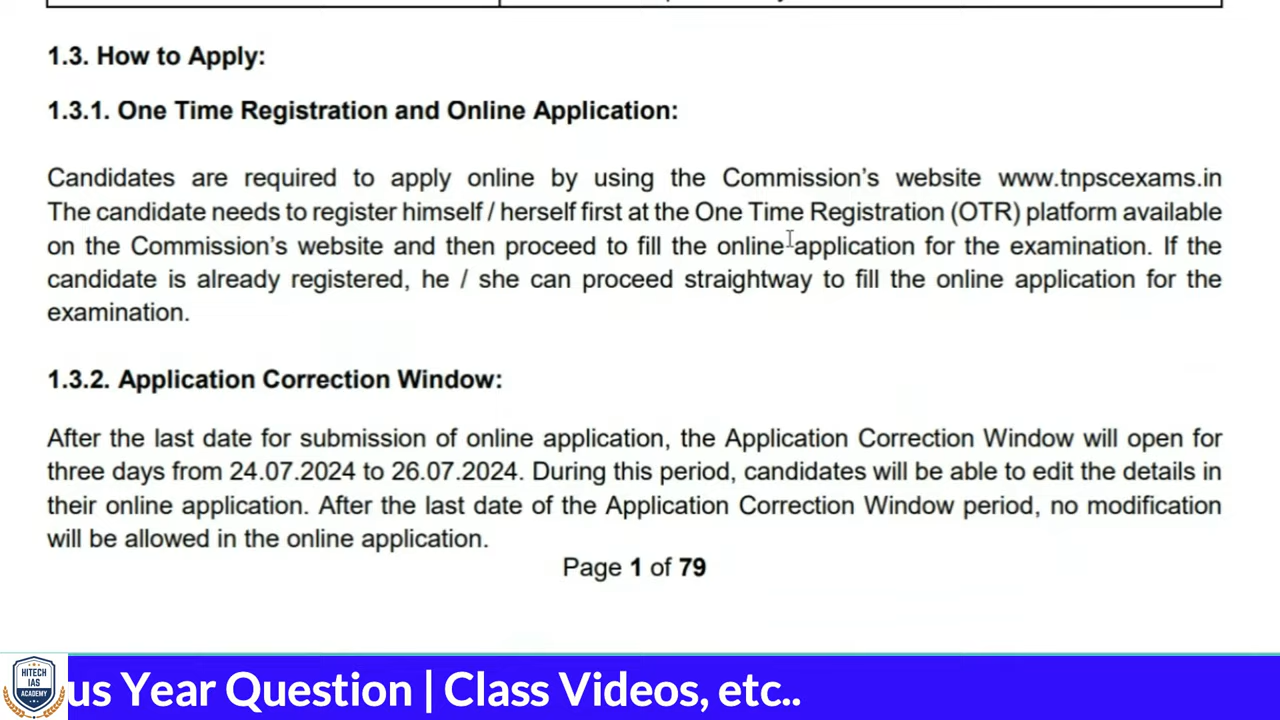 1.3. How to Apply:
1.3.1. One Time Registration and Online Application:
Candidates are required to apply online by using the Commission's website www.tnpscexams.in
The candidate needs to register himself / herself first at the One Time Registration (OTR) platform available
on the Commission's website and then proceed to fill the online application for the examination. If the
candidate is already registered, he / she can proceed straightway to fill the online application for the
examination.
1.3.2. Application Correction Window:
After the last date for submission of online application, the Application Correction Window will open for
three days from 24.07.2024 to 26.07.2024. During this period, candidates will be able to edit the details in
their online application. After the last date of the Application Correction Window period, no modification
will be allowed in the online application.
Page 1 of 79
HITECH
IAS
ACADEMY
us Year Question | Class Videos, etc..